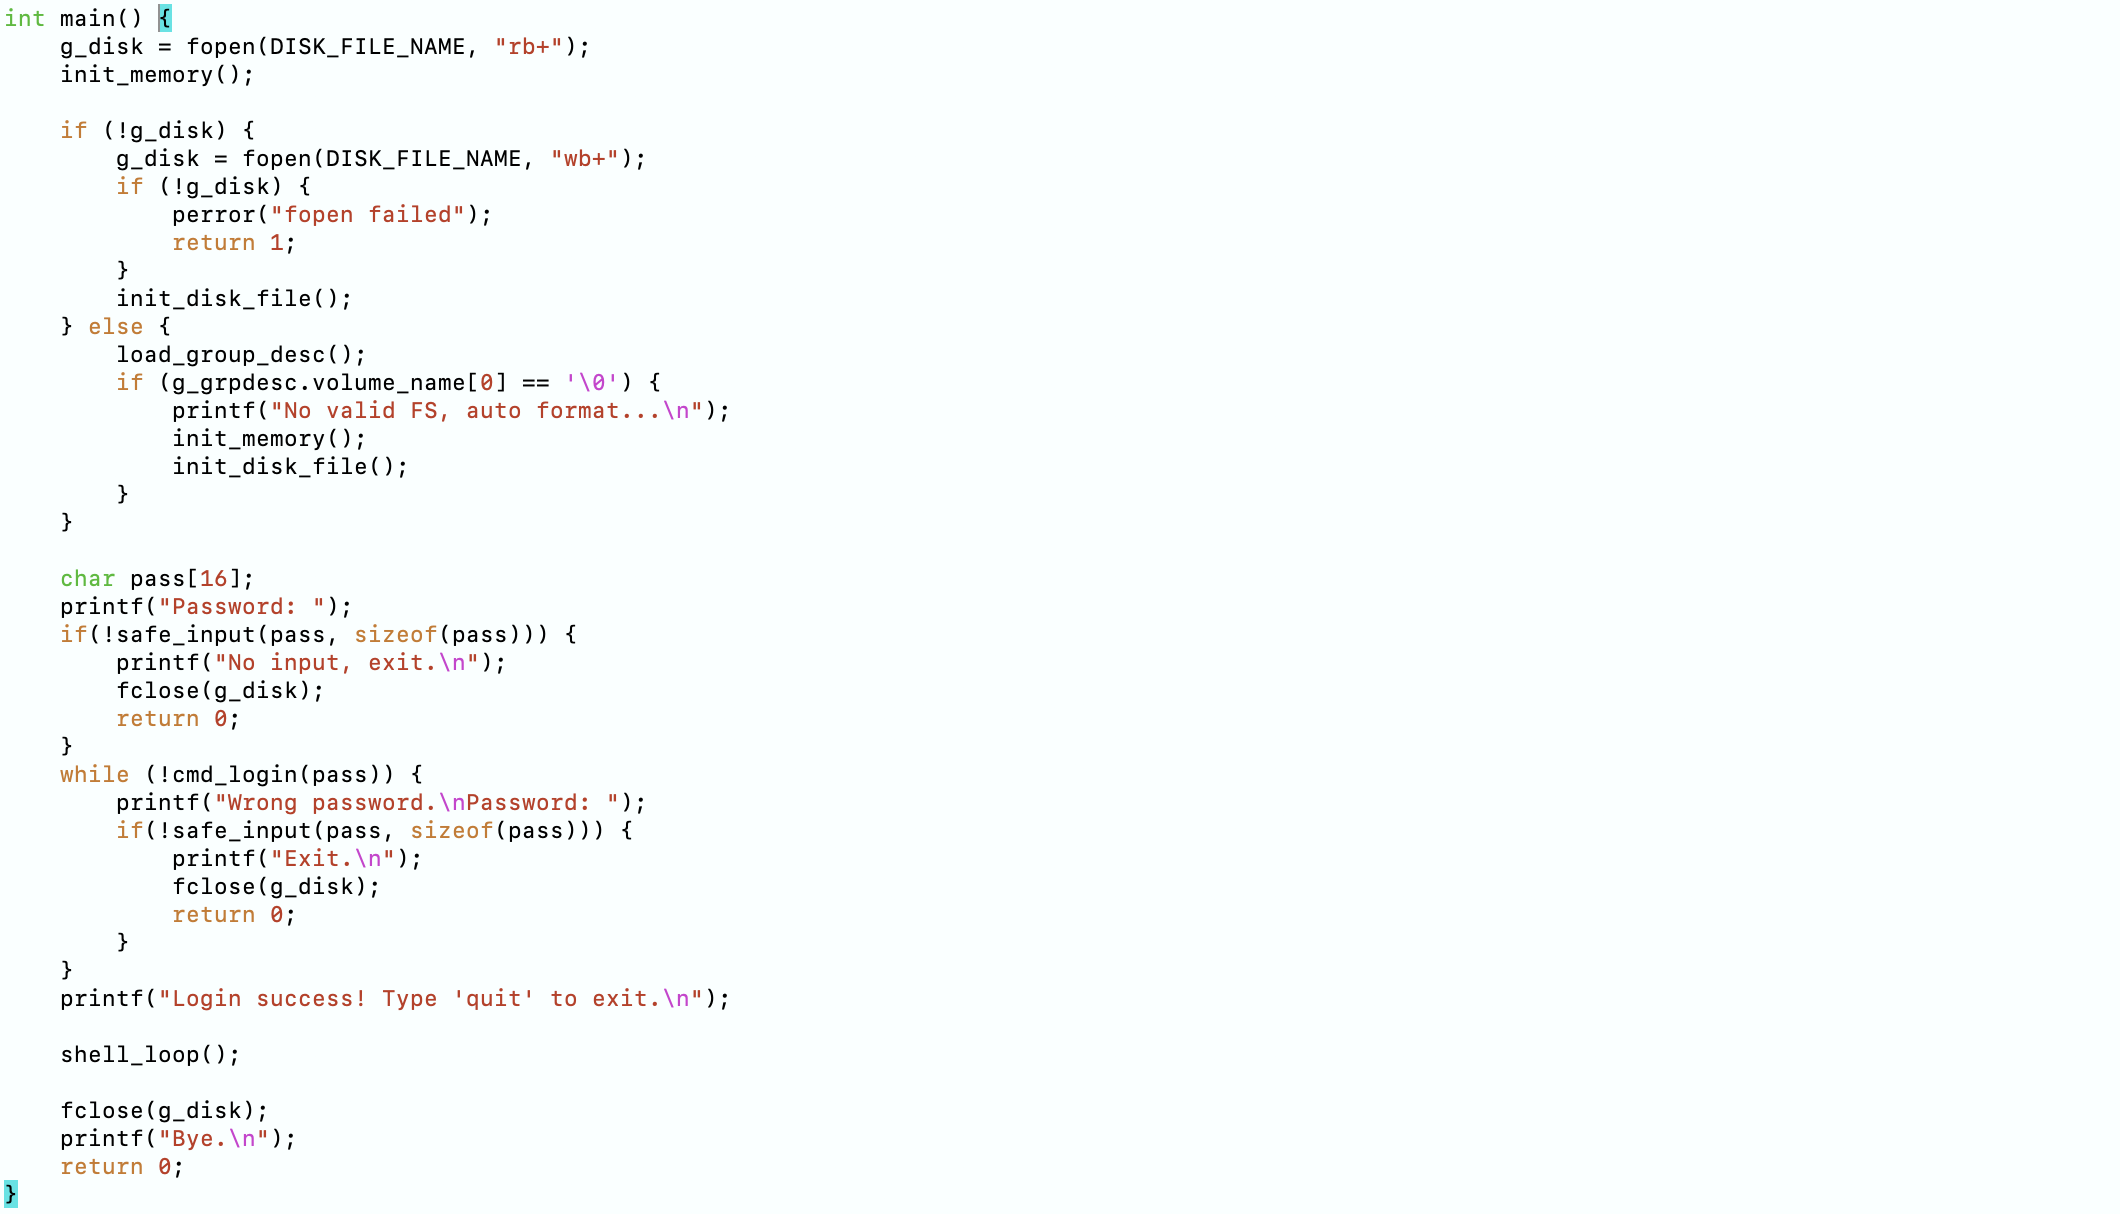 int main() {
    g_disk = fopen(DISK_FILE_NAME, "rb+");
    init_memory();

    if (!g_disk) {
        g_disk = fopen(DISK_FILE_NAME, "wb+");
        if (!g_disk) {
            perror("fopen failed");
            return 1;
        }
        init_disk_file();
    } else {
        load_group_desc();
        if (g_grpdesc.volume_name[0] == '\0') {
            printf("No valid FS, auto format...\n");
            init_memory();
            init_disk_file();
        }
    }

    char pass[16];
    printf("Password: ");
    if(!safe_input(pass, sizeof(pass))) {
        printf("No input, exit.\n");
        fclose(g_disk);
        return 0;
    }
    while (!cmd_login(pass)) {
        printf("Wrong password.\nPassword: ");
        if(!safe_input(pass, sizeof(pass))) {
            printf("Exit.\n");
            fclose(g_disk);
            return 0;
        }
    }
    printf("Login success! Type 'quit' to exit.\n");

    shell_loop();

    fclose(g_disk);
    printf("Bye.\n");
    return 0;
}